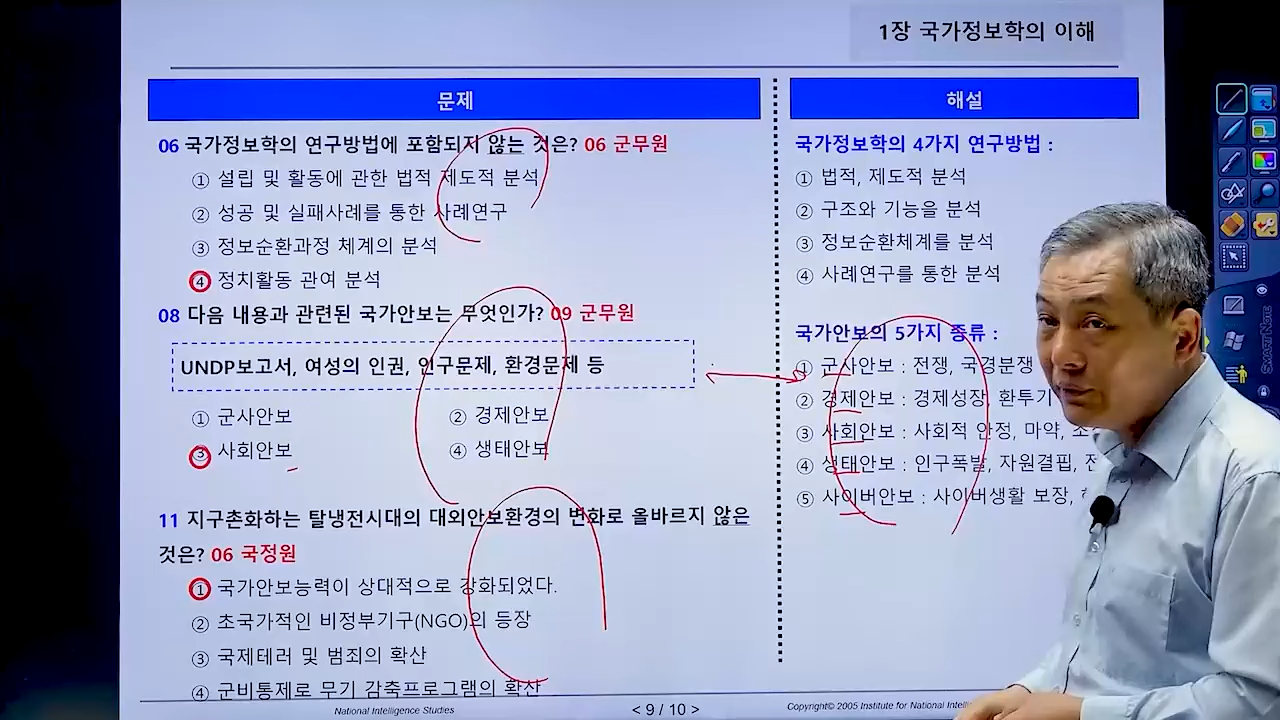 1장 국가정보학의 이해
문제
06 국가정보학의 연구방법에 포함되지 않는 것은? 06 군무원
① 설립 및 활동에 관한 법적 제도적 분석
② 성공 및 실패사례를 통한 사례연구
③ 정보순환과정 체계의 분석
④ 정치활동 관여 분석
08 다음 내용과 관련된 국가안보는 무엇인가? 09 군무원
UNDP보고서, 여성의 인권, 인구문제, 환경문제 등
① 군사안보
② 경제안보
③ 사회안보
④ 생태안보
11 지구촌화하는 탈냉전시대의 대외안보환경의 변화로 올바르지 않은
것은? 06 국정원
① 국가안보능력이 상대적으로 강화되었다.
② 초국가적인 비정부기구(NGO)의 등장
③ 국제테러 및 범죄의 확산
④ 군비통제로 무기 감축프로그램의 확산
해설
국가정보학의 4가지 연구방법 :
① 법적, 제도적 분석
② 구조와 기능을 분석
③ 정보순환체계를 분석
④ 사례연구를 통한 분석
국가안보의 5가지 종류 :
① 군사안보 : 전쟁, 국경분쟁
② 경제안보 : 경제성장, 환투기
③ 사회안보 : 사회적 안정, 마약,
④ 생태안보 : 인구폭발, 자원결핍,
⑤ 사이버안보 : 사이버생활 보장,
National Intelligence Studies
< 9 / 10 >
Copyright© 2005 Institute for National
SMART NOTE